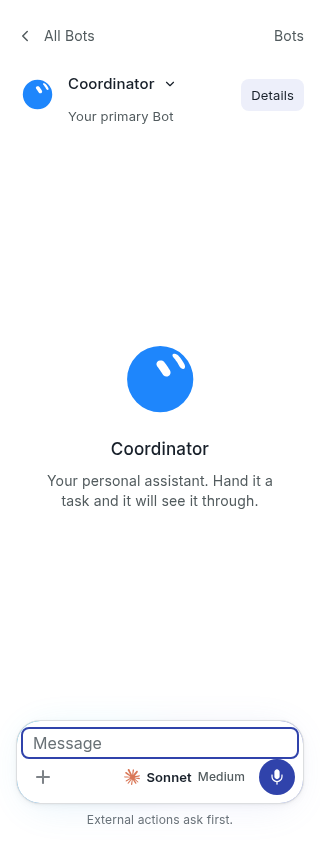 All Bots
Bots
Coordinator
Your primary Bot
Details
Coordinator
Your personal assistant. Hand it a
task and it will see it through.
Message
Sonnet Medium
External actions ask first.